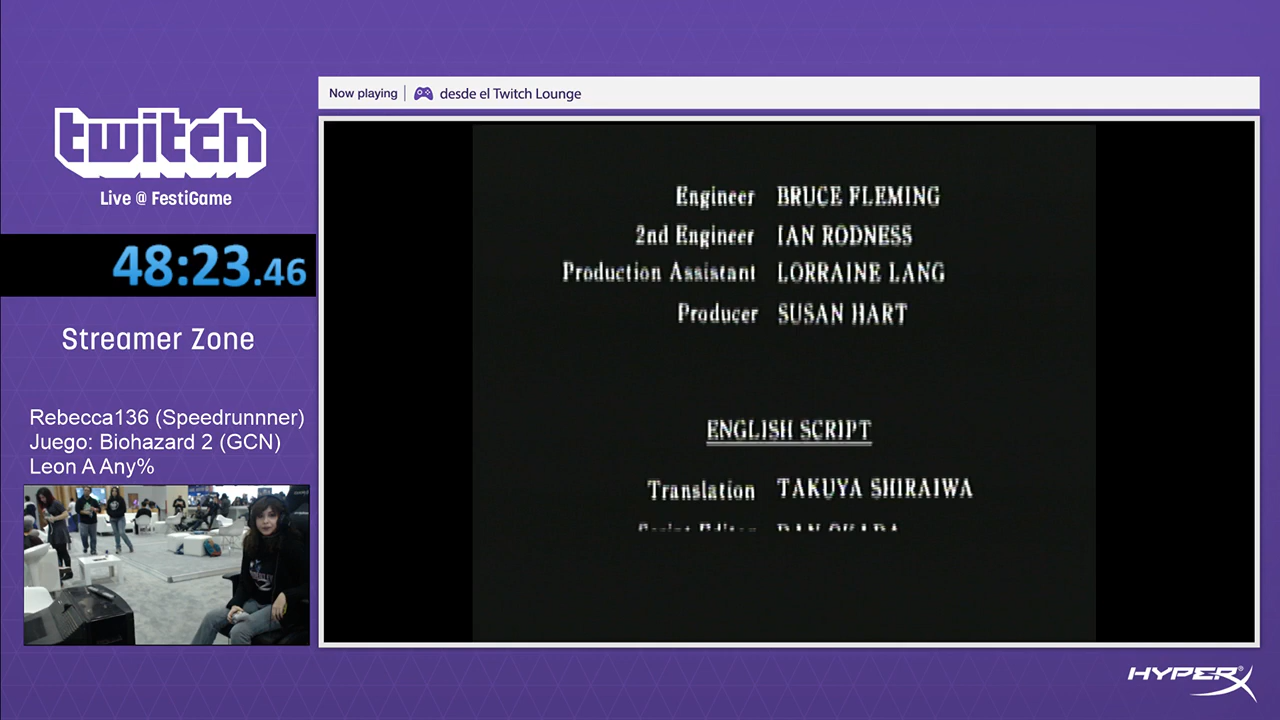 Now playing | desde el Twitch Lounge
twitch
Live @ FestiGame
48:23.46
Streamer Zone
Rebecca136 (Speedrunnner)
Juego: Biohazard 2 (GCN)
Leon A Any%
Engineer BRUCE FLEMING
2nd Engineer IAN RODNESS
Production Assistant LORRAINE LANG
Producer SUSAN HART
ENGLISH SCRIPT
Translation TAKUYA SHIRAIWA
HYPERX